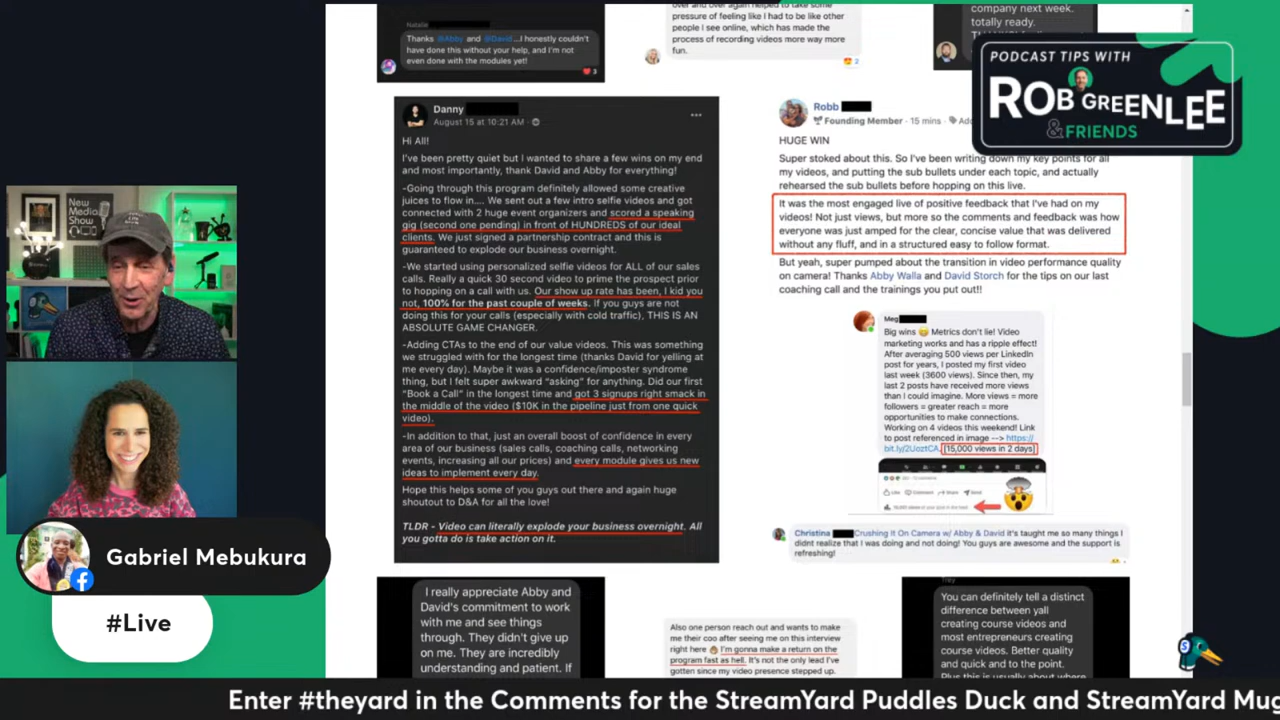 Natalie
Thanks @Abby and @David ...I honestly couldn't
have done this without your help, and I'm not
even done with the modules yet!
3
over and over again helped to take some
pressure of feeling like I had to be like other
people I see online, which has made the
process of recording videos more way more
fun.
2
company next week.
totally ready.
PODCAST TIPS WITH
ROB GREENLEE
& FRIENDS
Danny
August 15 at 10:21 AM
Hi All!
I've been pretty quiet but I wanted to share a few wins on my end
and most importantly, thank David and Abby for everything!
-Going through this program definitely allowed some creative
juices to flow in.... We sent out a few intro selfie videos and got
connected with 2 huge event organizers and scored a speaking
gig (second one pending) in front of HUNDREDS of our ideal
clients. We just signed a partnership contract and this is
guaranteed to explode our business overnight.
-We started using personalized selfie videos for ALL of our sales
calls. Really a quick 30 second video to prime the prospect prior
to hopping on a call with us. Our show up rate has been, I kid you
not, 100% for the past couple of weeks. If you guys are not
doing this for your calls (especially with cold traffic), THIS IS AN
ABSOLUTE GAME CHANGER.
-Adding CTAs to the end of our value videos. This was something
we struggled with for the longest time (thanks David for yelling at
me every day). Maybe it was a confidence/imposter syndrome
thing, but I felt super awkward "asking" for anything. Did our first
"Book a Call" in the longest time and got 3 signups right smack in
the middle of the video ($10K in the pipeline just from one quick
video).
-In addition to that, just an overall boost of confidence in every
area of our business (sales calls, coaching calls, networking
events, increasing all our prices) and every module gives us new
ideas to implement every day.
Hope this helps some of you guys out there and again huge
shoutout to D&A for all the love!
TLDR - Video can literally explode your business overnight. All
you gotta do is take action on it.
Robb
Founding Member · 15 mins ·
HUGE WIN
Super stoked about this. So I've been writing down my key points for all
my videos, and putting the sub bullets under each topic, and actually
rehearsed the sub bullets before hopping on this live.
It was the most engaged live of positive feedback that I've had on my
videos! Not just views, but more so the comments and feedback was how
everyone was just amped for the clear, concise value that was delivered
without any fluff, and in a structured easy to follow format.
But yeah, super pumped about the transition in video performance quality
on camera! Thanks Abby Walla and David Storch for the tips on our last
coaching call and the trainings you put out!!
Meg
Big wins Metrics don't lie! Video
marketing works and has a ripple effect!
After averaging 500 views per LinkedIn
post for years, I posted my first video
last week (3600 views). Since then, my
last 2 posts have received more views
than I could imagine. More views = more
followers = greater reach = more
opportunities to make connections.
Working on 4 videos this weekend! Link
to post referenced in image --> https://
bit.ly/2UoztCA. [15,000 views in 2 days]
Like Comment Share Send
Christina Crushing It On Camera w/ Abby & David it's taught me so many things I
didnt realize that I was doing and not doing! You guys are awesome and the support is
refreshing!
New
Media
Show
Gabriel Mebukura
#Live
I really appreciate Abby and
David's commitment to work
with me and see things
through. They didn't give up
on me. They are incredibly
understanding and patient. If
Also one person reach out and wants to make
me their coo after seeing me on this interview
right here I'm gonna make a return on the
program fast as hell. It's not the only lead I've
gotten since my video presence stepped up.
Trey
You can definitely tell a distinct
difference between yall
creating course videos and
most entrepreneurs creating
course videos. Better quality
and quick and to the point.
Plus this is usually about where
Enter #theyard in the Comments for the StreamYard Puddles Duck and StreamYard Mug